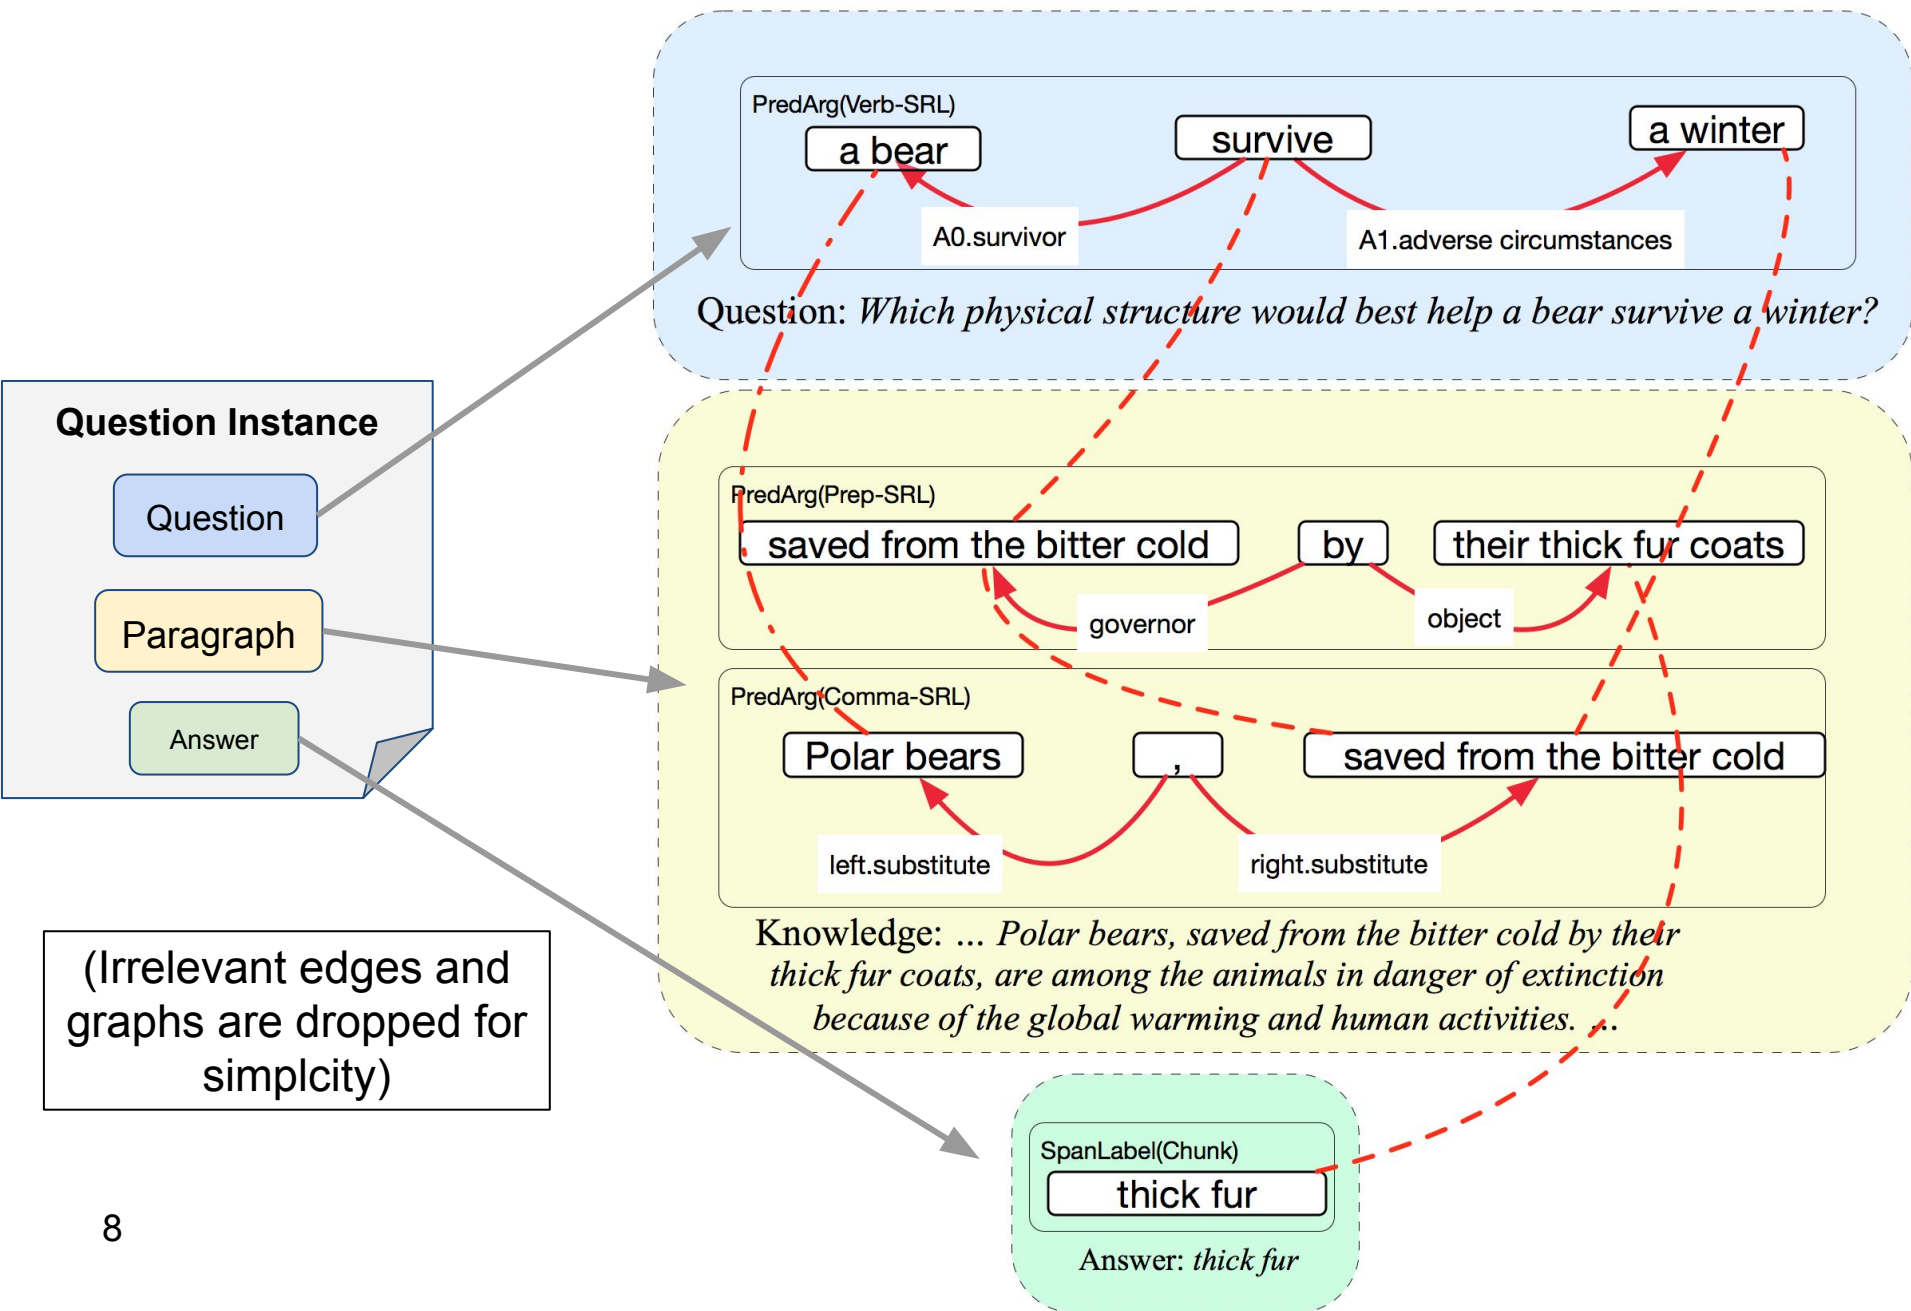 PredArg(Verb-SRL)
a bear
survive
a winter
A0.survivor
A1.adverse circumstances
Question: Which physical structure would best help a bear survive a winter?
Question Instance
Question
Paragraph
Answer
PredArg(Prep-SRL)
saved from the bitter cold
by
their thick fur coats
governor
object
PredArg(Comma-SRL)
Polar bears
,
saved from the bitter cold
left.substitute
right.substitute
Knowledge: ... Polar bears, saved from the bitter cold by their
thick fur coats, are among the animals in danger of extinction
because of the global warming and human activities. ...
(Irrelevant edges and
graphs are dropped for
simplcity)
SpanLabel(Chunk)
thick fur
Answer: thick fur
8